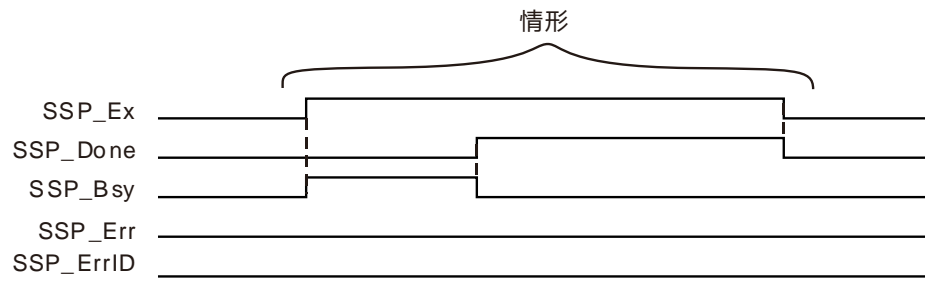 情形
SSP_Ex
SSP_Done
SSP_Bsy
SSP_Err
SSP_ErrID